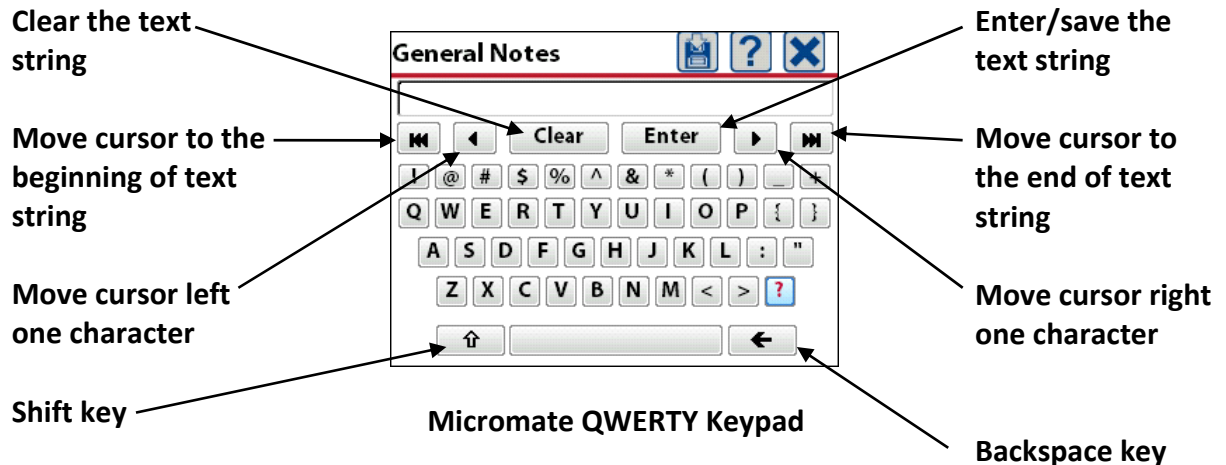 Clear the text
string
Enter/save the
text string
General Notes ?
Clear Enter
Move cursor to the
beginning of text
string
Move cursor to
the end of text
string
! @ # $ % ^ & * ( ) _ +
Q W E R T Y U I O P { }
A S D F G H J K L : "
Z X C V B N M < > ?
Move cursor left
one character
Move cursor right
one character
Shift key
Micromate QWERTY Keypad
Backspace key